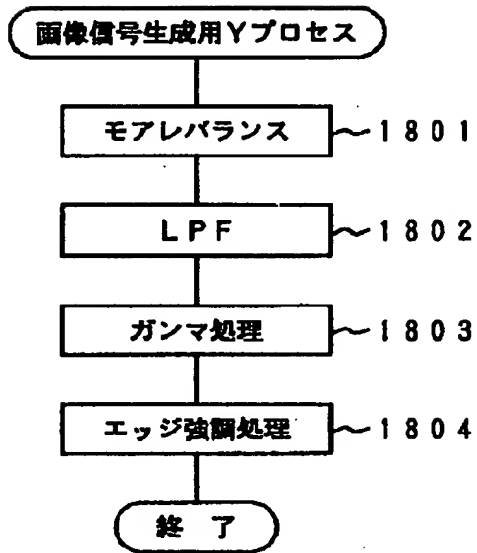 画像信号生成用Yプロセス
モアレバランス 1801
LPF 1802
ガンマ処理 1803
エッジ強調処理 1804
終了